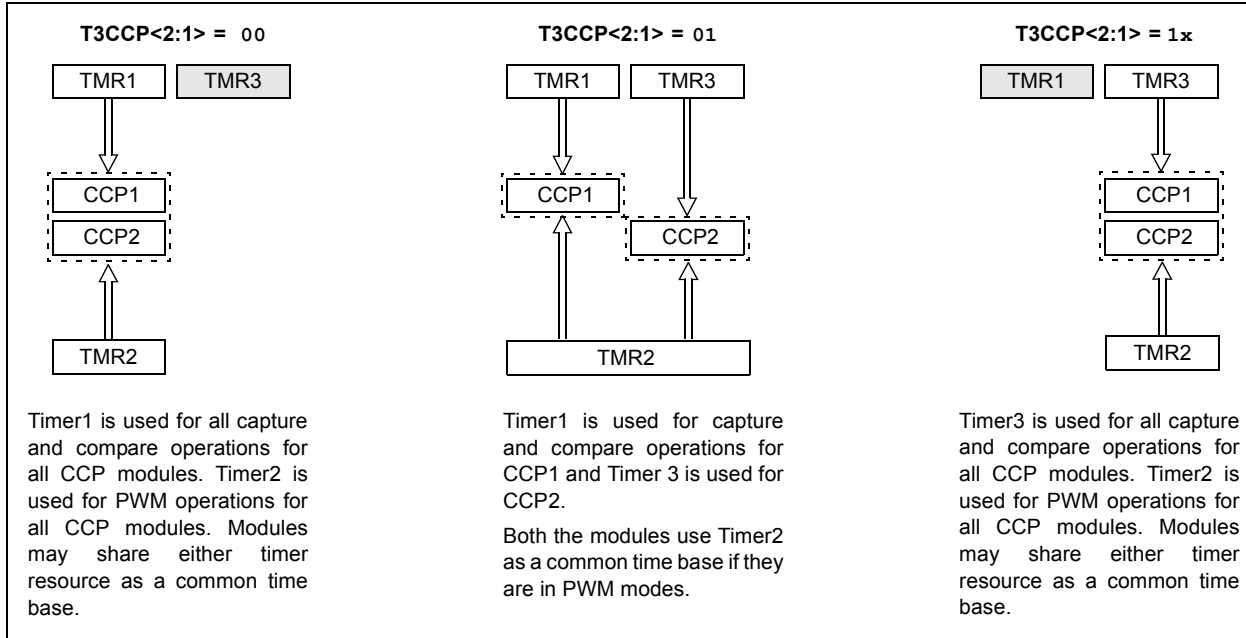 T3CCP<2:1> = 00
TMR1 TMR3
CCP1
CCP2
TMR2
Timer1 is used for all capture
and compare operations for
all CCP modules. Timer2 is
used for PWM operations for
all CCP modules. Modules
may share either timer
resource as a common time
base.
T3CCP<2:1> = 01
TMR1 TMR3
CCP1
CCP2
TMR2
Timer1 is used for capture
and compare operations for
CCP1 and Timer 3 is used for
CCP2.
Both the modules use Timer2
as a common time base if they
are in PWM modes.
T3CCP<2:1> = 1x
TMR1 TMR3
CCP1
CCP2
TMR2
Timer3 is used for all capture
and compare operations for
all CCP modules. Timer2 is
used for PWM operations for
all CCP modules. Modules
may share either timer
resource as a common time
base.